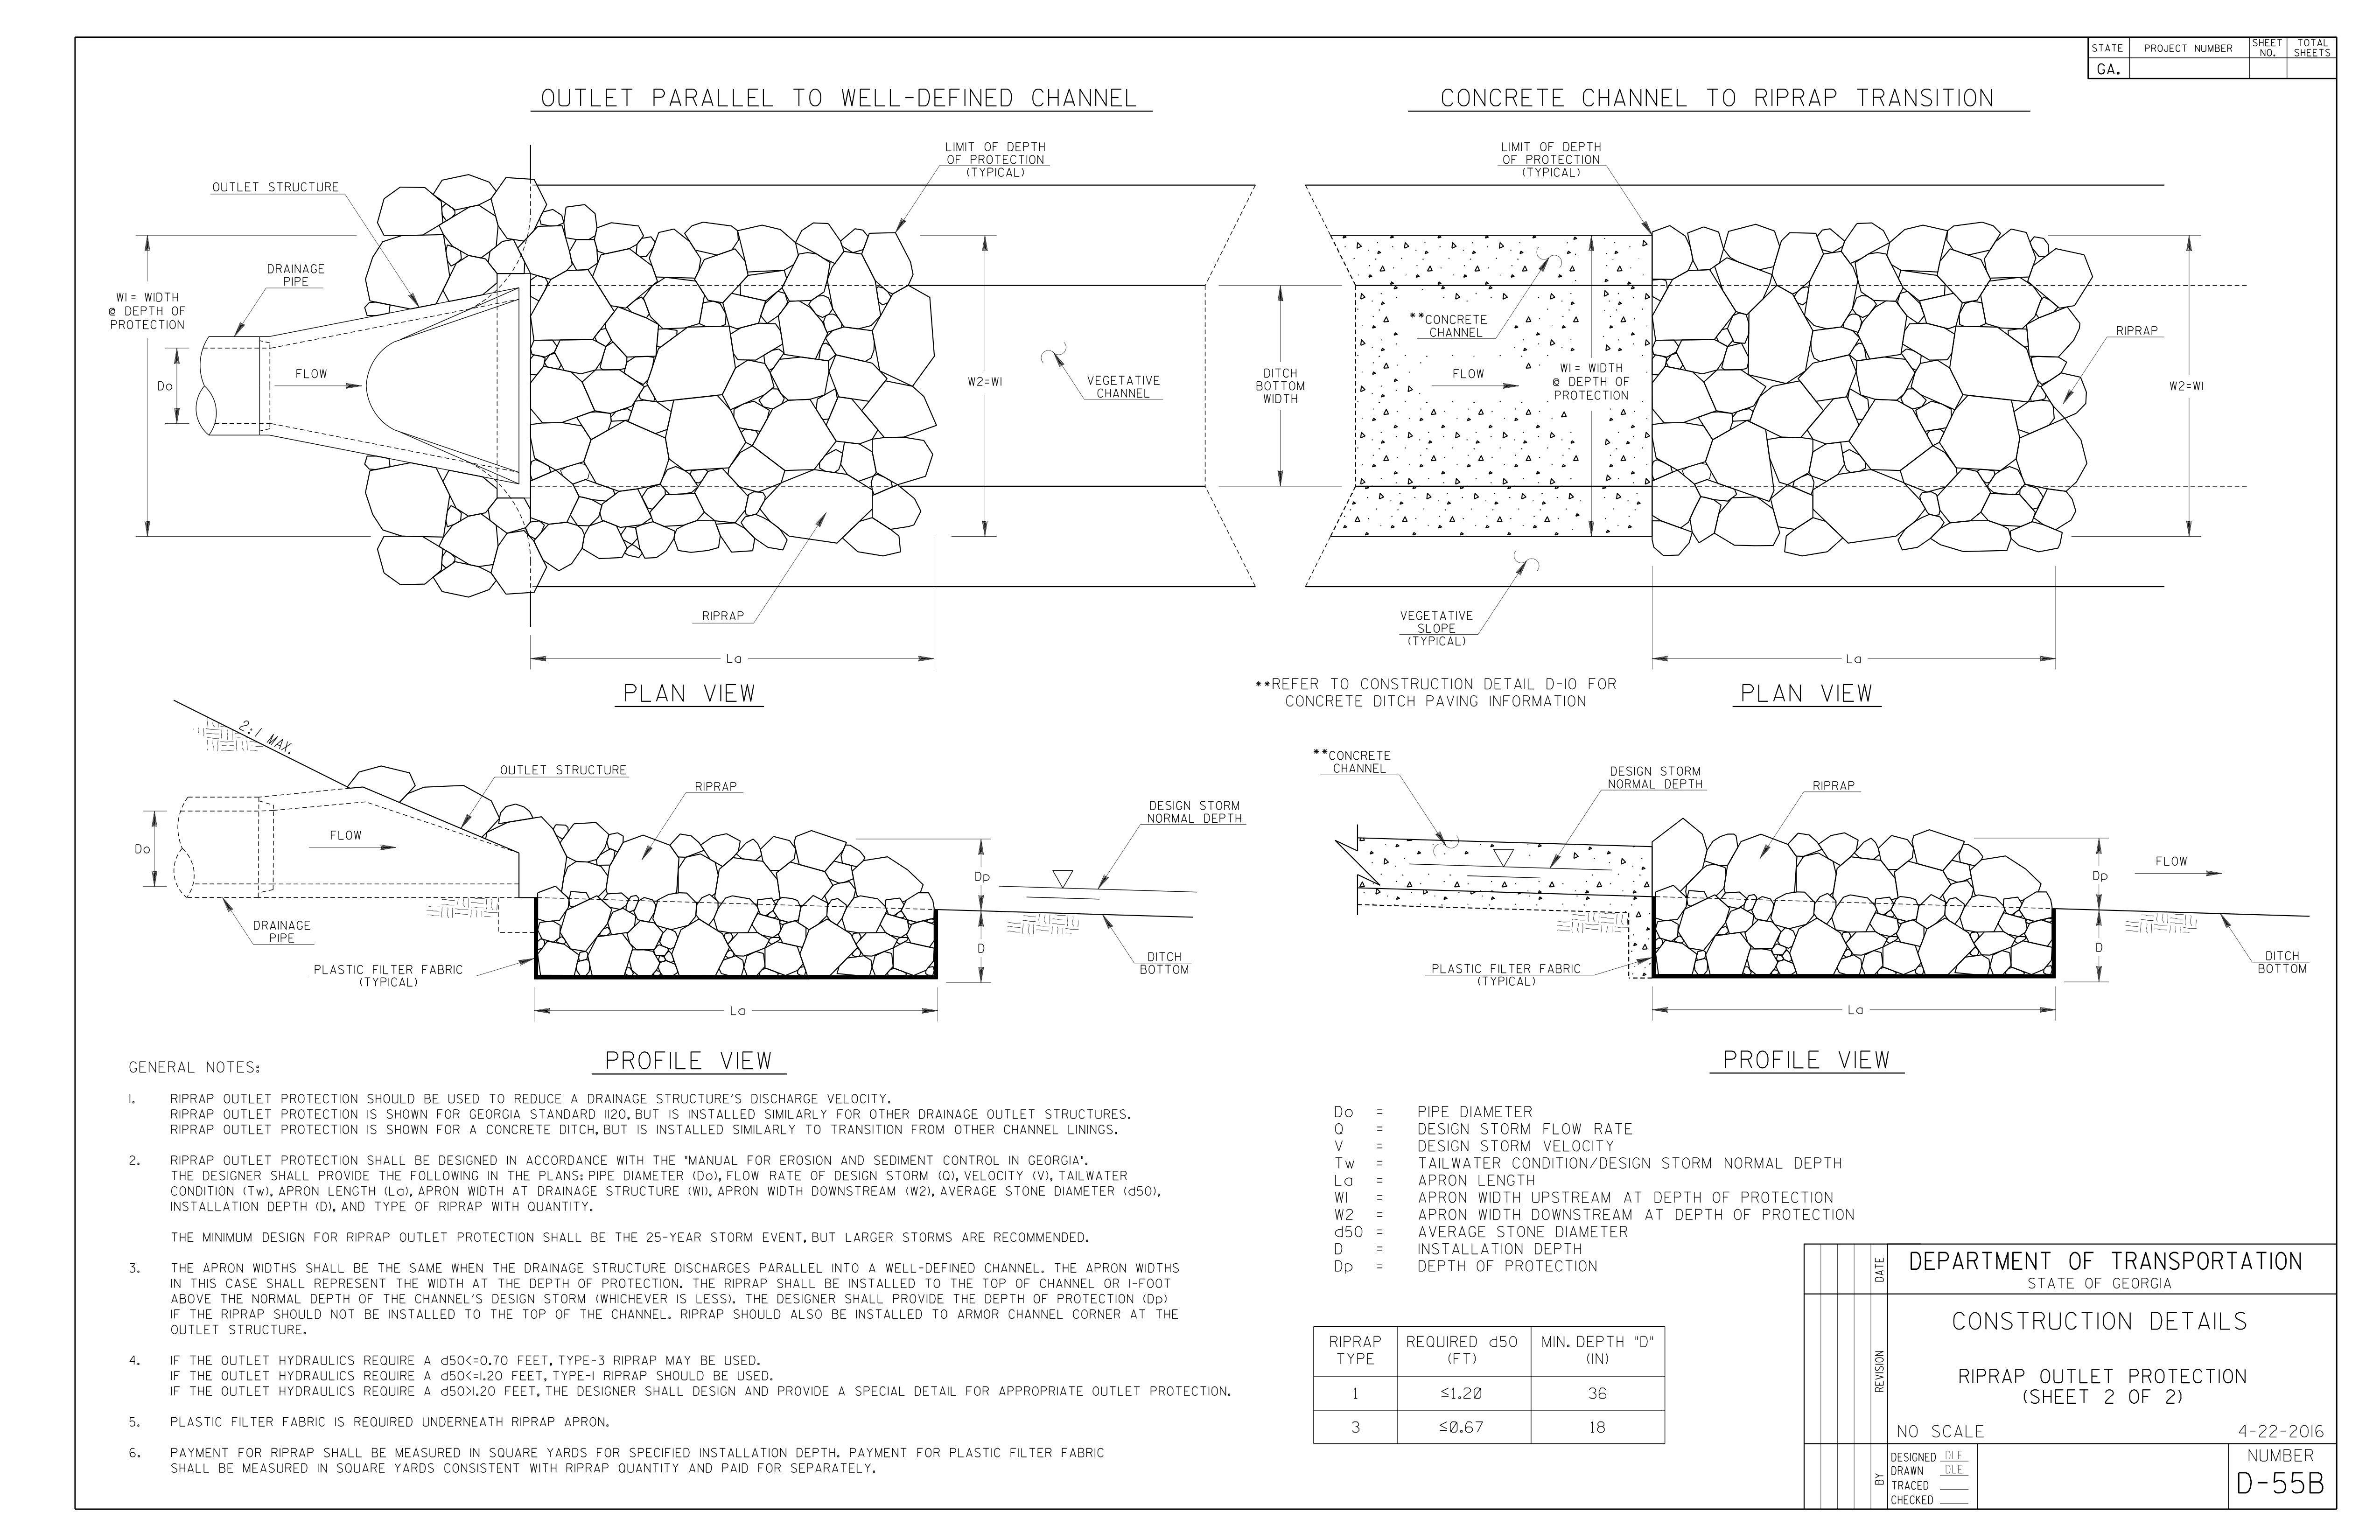 STATE
PROJECT NUMBER
SHEET
NO.
TOTAL
SHEETS
GA.
OUTLET PARALLEL TO WELL-DEFINED CHANNEL
LIMIT OF DEPTH
OF PROTECTION
(TYPICAL)
OUTLET STRUCTURE
DRAINAGE
PIPE
W1= WIDTH
@ DEPTH OF
PROTECTION
Do
FLOW
W2=W1
VEGETATIVE
CHANNEL
DITCH
BOTTOM
WIDTH
RIPRAP
La
PLAN VIEW
CONCRETE CHANNEL TO RIPRAP TRANSITION
LIMIT OF DEPTH
OF PROTECTION
(TYPICAL)
**CONCRETE
CHANNEL
FLOW
W1= WIDTH
@ DEPTH OF
PROTECTION
RIPRAP
W2=W1
VEGETATIVE
SLOPE
(TYPICAL)
La
**REFER TO CONSTRUCTION DETAIL D-10 FOR
CONCRETE DITCH PAVING INFORMATION
PLAN VIEW
2:1 MAX.
OUTLET STRUCTURE
RIPRAP
DESIGN STORM
NORMAL DEPTH
FLOW
Do
Dp
DRAINAGE
PIPE
D
DITCH
BOTTOM
PLASTIC FILTER FABRIC
(TYPICAL)
La
PROFILE VIEW
**CONCRETE
CHANNEL
DESIGN STORM
NORMAL DEPTH
RIPRAP
FLOW
Dp
D
DITCH
BOTTOM
PLASTIC FILTER FABRIC
(TYPICAL)
La
PROFILE VIEW
GENERAL NOTES:
1. RIPRAP OUTLET PROTECTION SHOULD BE USED TO REDUCE A DRAINAGE STRUCTURE'S DISCHARGE VELOCITY.
RIPRAP OUTLET PROTECTION IS SHOWN FOR GEORGIA STANDARD 1120, BUT IS INSTALLED SIMILARLY FOR OTHER DRAINAGE OUTLET STRUCTURES.
RIPRAP OUTLET PROTECTION IS SHOWN FOR A CONCRETE DITCH, BUT IS INSTALLED SIMILARLY TO TRANSITION FROM OTHER CHANNEL LININGS.
2. RIPRAP OUTLET PROTECTION SHALL BE DESIGNED IN ACCORDANCE WITH THE "MANUAL FOR EROSION AND SEDIMENT CONTROL IN GEORGIA".
THE DESIGNER SHALL PROVIDE THE FOLLOWING IN THE PLANS: PIPE DIAMETER (Do), FLOW RATE OF DESIGN STORM (Q), VELOCITY (V), TAILWATER
CONDITION (Tw), APRON LENGTH (La), APRON WIDTH AT DRAINAGE STRUCTURE (W1), APRON WIDTH DOWNSTREAM (W2), AVERAGE STONE DIAMETER (d50),
INSTALLATION DEPTH (D), AND TYPE OF RIPRAP WITH QUANTITY.
THE MINIMUM DESIGN FOR RIPRAP OUTLET PROTECTION SHALL BE THE 25-YEAR STORM EVENT, BUT LARGER STORMS ARE RECOMMENDED.
3. THE APRON WIDTHS SHALL BE THE SAME WHEN THE DRAINAGE STRUCTURE DISCHARGES PARALLEL INTO A WELL-DEFINED CHANNEL. THE APRON WIDTHS
IN THIS CASE SHALL REPRESENT THE WIDTH AT THE DEPTH OF PROTECTION. THE RIPRAP SHALL BE INSTALLED TO THE TOP OF CHANNEL OR 1-FOOT
ABOVE THE NORMAL DEPTH OF THE CHANNEL'S DESIGN STORM (WHICHEVER IS LESS). THE DESIGNER SHALL PROVIDE THE DEPTH OF PROTECTION (Dp)
IF THE RIPRAP SHOULD NOT BE INSTALLED TO THE TOP OF THE CHANNEL. RIPRAP SHOULD ALSO BE INSTALLED TO ARMOR CHANNEL CORNER AT THE
OUTLET STRUCTURE.
4. IF THE OUTLET HYDRAULICS REQUIRE A d50<=0.70 FEET, TYPE-3 RIPRAP MAY BE USED.
IF THE OUTLET HYDRAULICS REQUIRE A d50<=1.20 FEET, TYPE-1 RIPRAP SHOULD BE USED.
IF THE OUTLET HYDRAULICS REQUIRE A d50>1.20 FEET, THE DESIGNER SHALL DESIGN AND PROVIDE A SPECIAL DETAIL FOR APPROPRIATE OUTLET PROTECTION.
5. PLASTIC FILTER FABRIC IS REQUIRED UNDERNEATH RIPRAP APRON.
6. PAYMENT FOR RIPRAP SHALL BE MEASURED IN SQUARE YARDS FOR SPECIFIED INSTALLATION DEPTH. PAYMENT FOR PLASTIC FILTER FABRIC
SHALL BE MEASURED IN SQUARE YARDS CONSISTENT WITH RIPRAP QUANTITY AND PAID FOR SEPARATELY.
Do = PIPE DIAMETER
Q = DESIGN STORM FLOW RATE
V = DESIGN STORM VELOCITY
Tw = TAILWATER CONDITION/DESIGN STORM NORMAL DEPTH
La = APRON LENGTH
W1 = APRON WIDTH UPSTREAM AT DEPTH OF PROTECTION
W2 = APRON WIDTH DOWNSTREAM AT DEPTH OF PROTECTION
d50 = AVERAGE STONE DIAMETER
D = INSTALLATION DEPTH
Dp = DEPTH OF PROTECTION
RIPRAP TYPE REQUIRED d50 (FT) MIN. DEPTH "D" (IN)
1 ≤1.20 36
3 ≤0.67 18
DATE
REVISION
BY
DEPARTMENT OF TRANSPORTATION
STATE OF GEORGIA
CONSTRUCTION DETAILS
RIPRAP OUTLET PROTECTION
(SHEET 2 OF 2)
NO SCALE 4-22-2016
DESIGNED DLE
DRAWN DLE
TRACED
CHECKED
NUMBER
D-55B